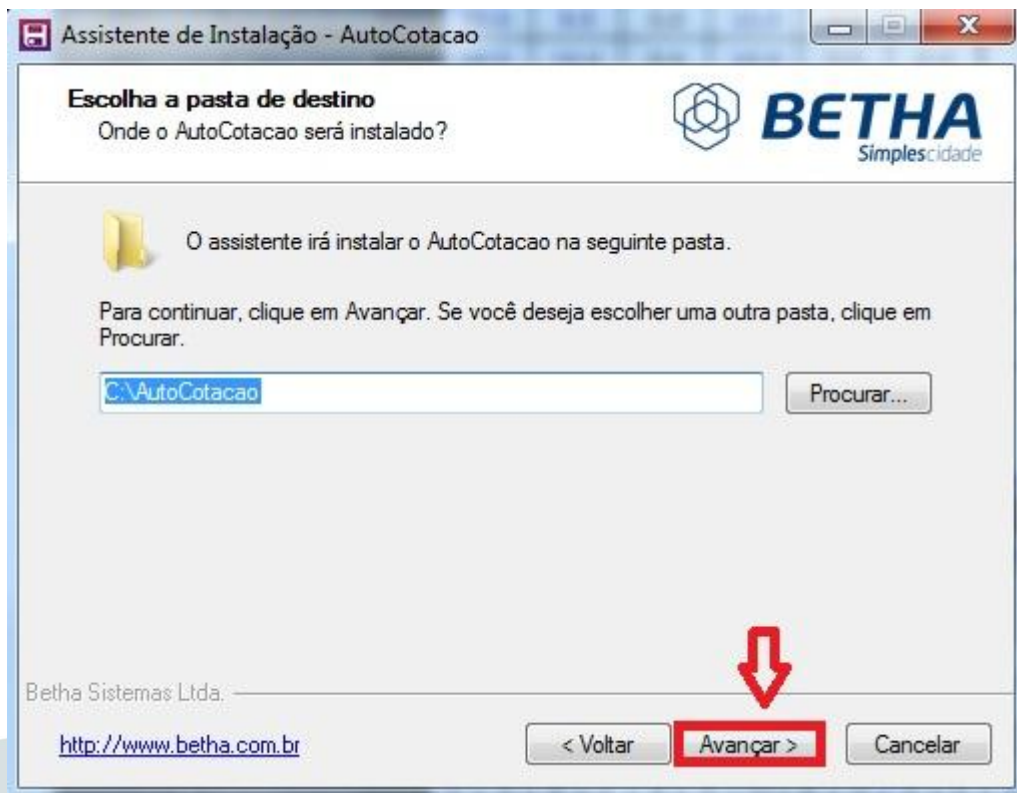 Assistente de Instalação - AutoCotacao
Escolha a pasta de destino
Onde o AutoCotacao será instalado?
BETHA
Simplescidade
O assistente irá instalar o AutoCotacao na seguinte pasta.
Para continuar, clique em Avançar. Se você deseja escolher uma outra pasta, clique em
Procurar.
C:\AutoCotacao
Procurar...
Betha Sistemas Ltda.
http://www.betha.com.br
< Voltar
Avançar >
Cancelar